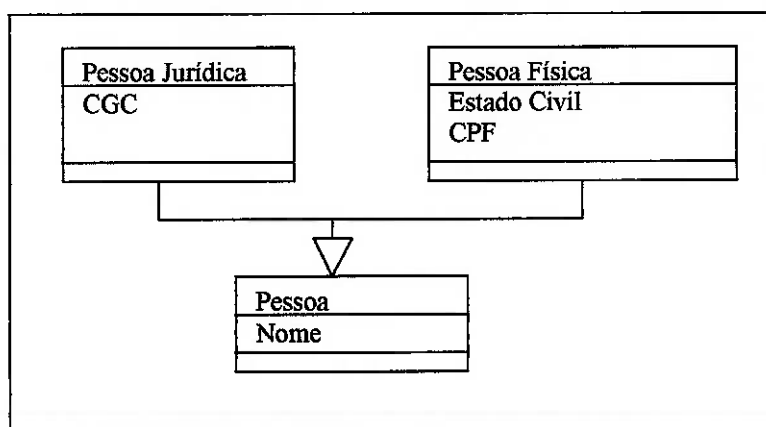 Pessoa Jurídica
CGC
Pessoa Física
Estado Civil
CPF
Pessoa
Nome